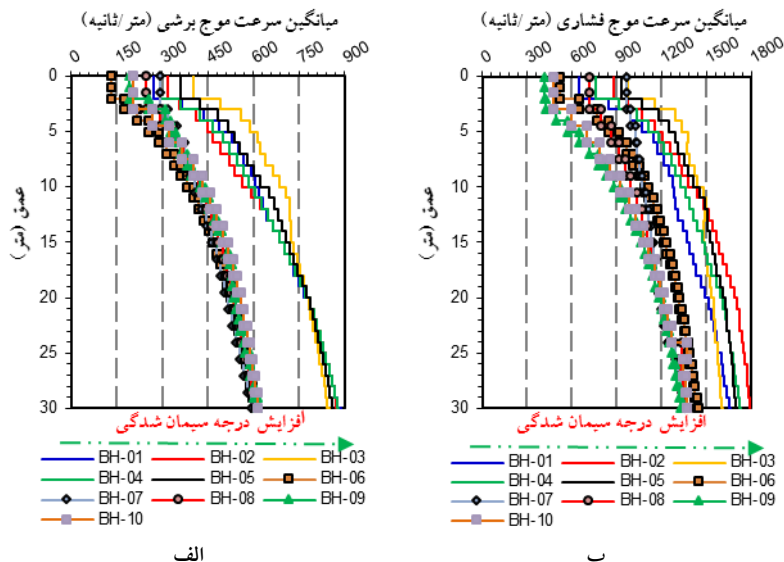 میانگین سرعت موج برشی (متر/ثانیه)
0 150 300 450 600 750 900
0
5
10
15
20
25
30
عمق (متر)
أفزایش درجه سیمان شدگی
BH-01 BH-02 BH-03
BH-04 BH-05 BH-06
BH-07 BH-08 BH-09
BH-10
الف
میانگین سرعت موج فشاری (متر/ثانیه)
0 300 600 900 1200 1500 1800
0
5
10
15
20
25
30
عمق (متر)
افزایش درجه سیمان شدگی
BH-01 BH-02 BH-03
BH-04 BH-05 BH-06
BH-07 BH-08 BH-09
BH-10
ب